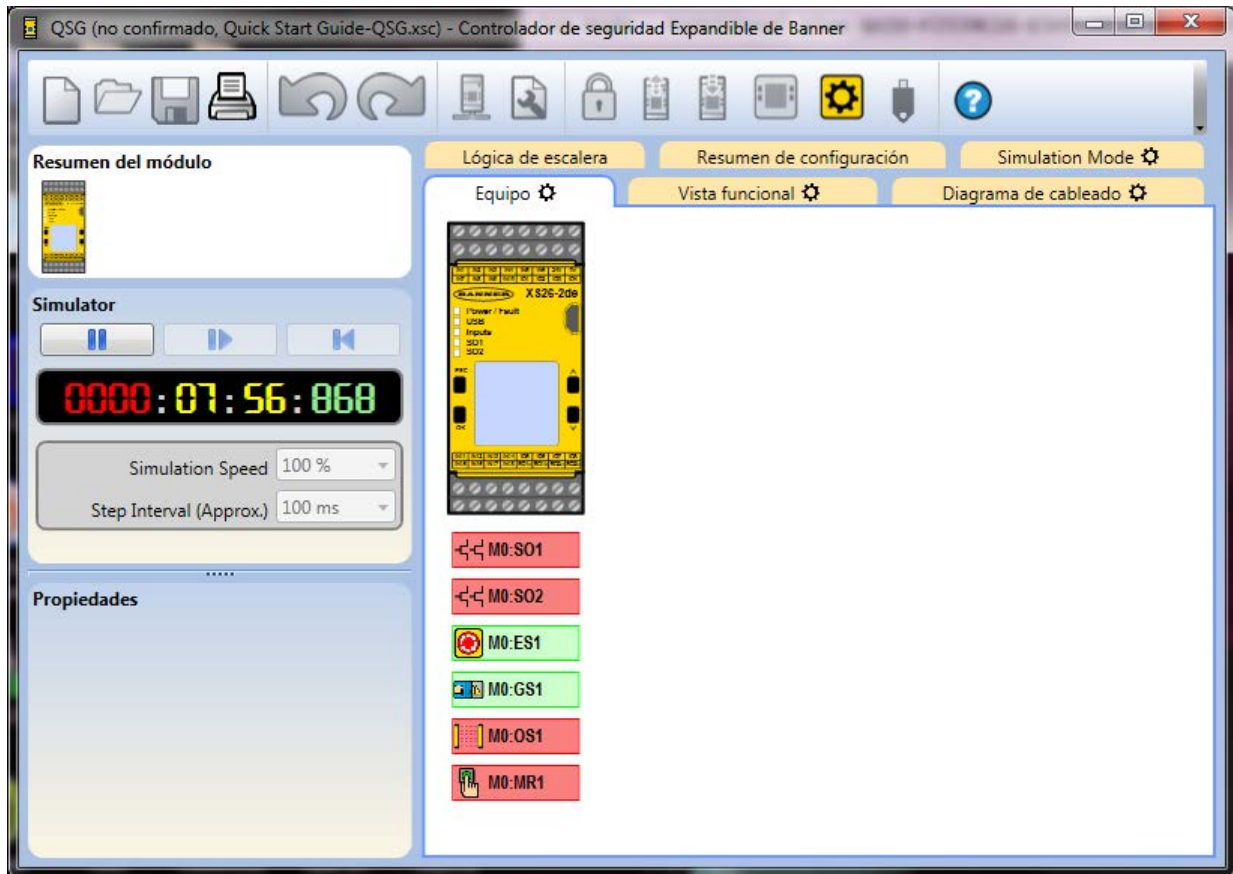 QSG (no confirmado, Quick Start Guide-QSG.xsc) - Controlador de seguridad Expandible de Banner
Resumen del módulo
Simulator
0000:07:56:868
Simulation Speed 100 %
Step Interval (Approx.) 100 ms
Propiedades
Lógica de escalera Resumen de configuración Simulation Mode
Equipo Vista funcional Diagrama de cableado
BANNER XS26-2de
Power / Fault
USB
Inputs
SO1
SO2
OK
M0:SO1
M0:SO2
M0:ES1
M0:GS1
M0:OS1
M0:MR1